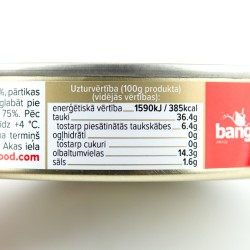 %, pārtikas
glabāt pie
75%. Pēc
līdz +4 °C.
a termiņš
Akas iela
ood.com
Uzturvērtība (100g produkta)
(vidējās vērtības):
enerģētiskā vērtība 1590kJ / 385kcal
tauki 36.4g
tostarp piesātinātās taukskābes 6.4g
ogļhidrāti 0g
tostarp cukuri 0g
olbaltumvielas 14.3g
sāls 1.6g
bang